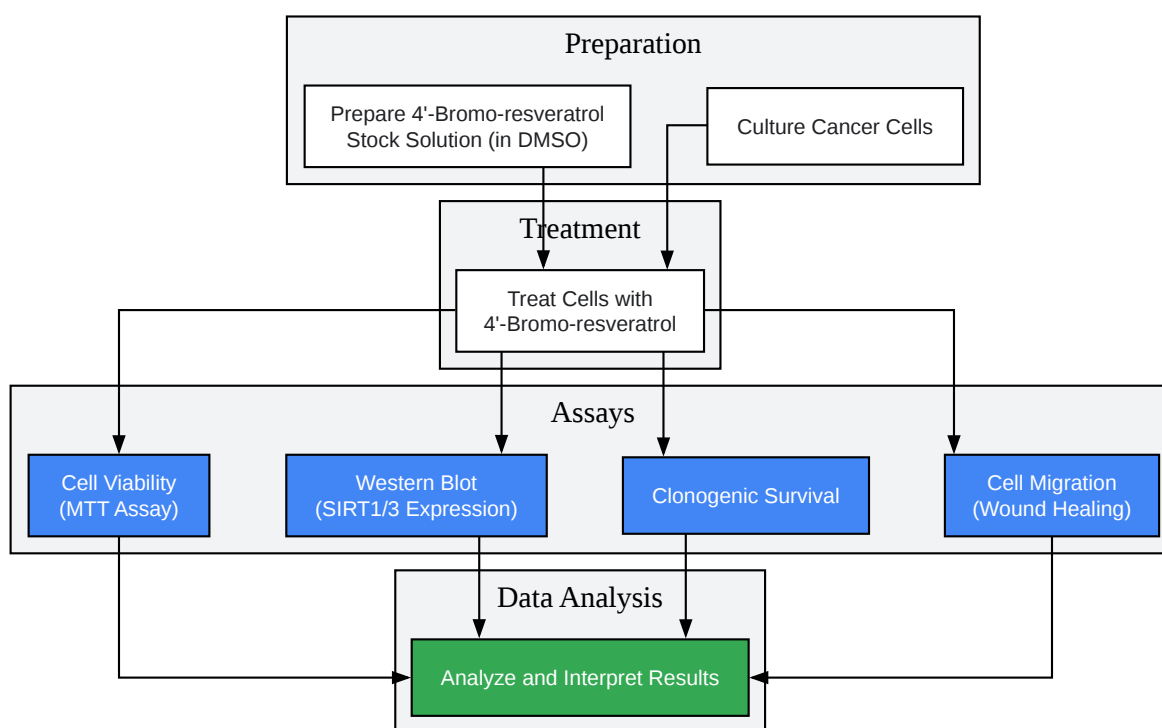 Preparation
Prepare 4'-Bromo-resveratrol
Stock Solution (in DMSO)
Culture Cancer Cells
Treatment
Treat Cells with
4'-Bromo-resveratrol
Assays
Cell Viability
(MTT Assay)
Western Blot
(SIRT1/3 Expression)
Clonogenic Survival
Cell Migration
(Wound Healing)
Data Analysis
Analyze and Interpret Results